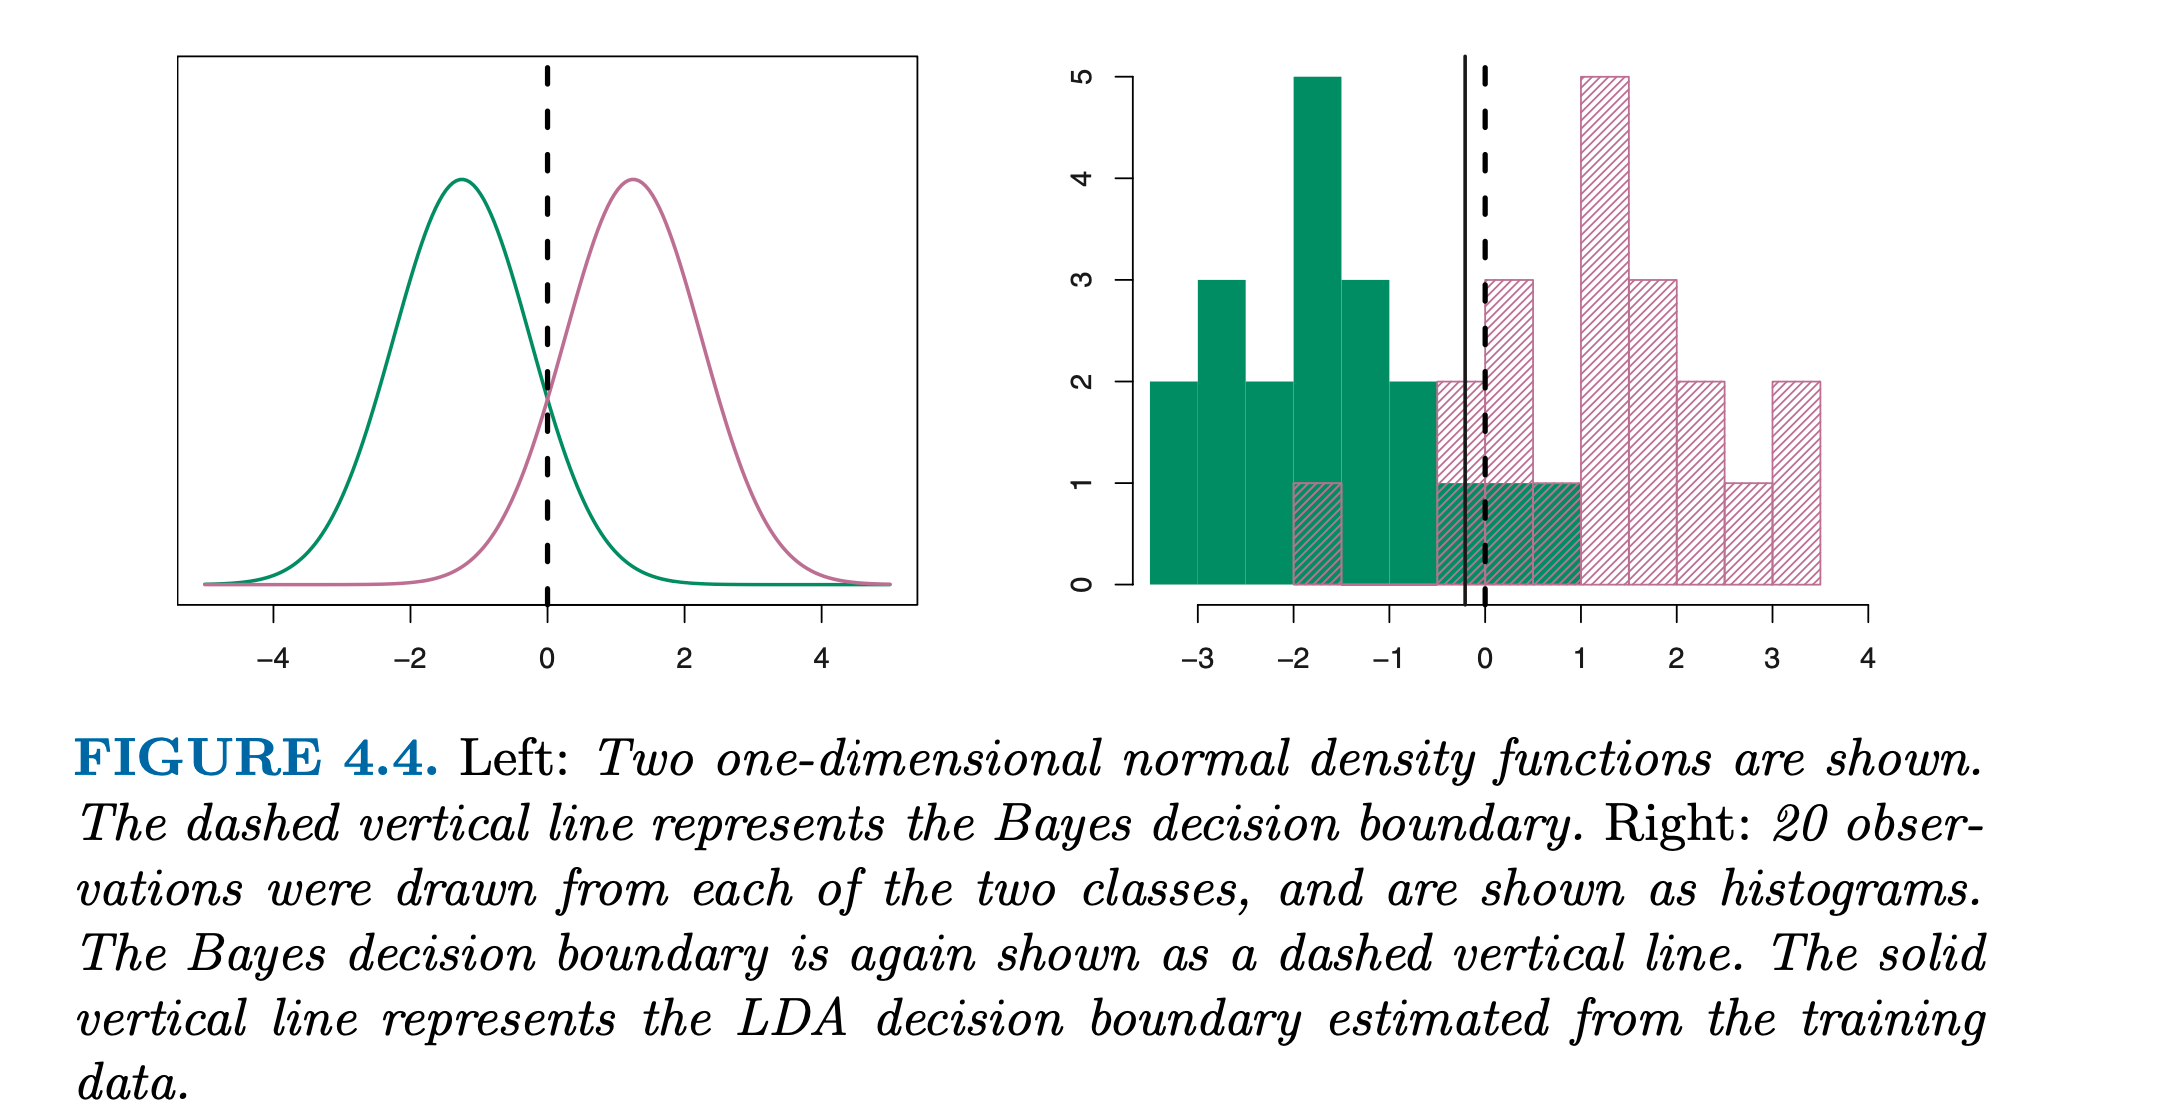 −4 −2 0 2 4
0 1 2 3 4 5
−3 −2 −1 0 1 2 3 4
FIGURE 4.4. Left: Two one-dimensional normal density functions are shown.
The dashed vertical line represents the Bayes decision boundary. Right: 20 obser-
vations were drawn from each of the two classes, and are shown as histograms.
The Bayes decision boundary is again shown as a dashed vertical line. The solid
vertical line represents the LDA decision boundary estimated from the training
data.